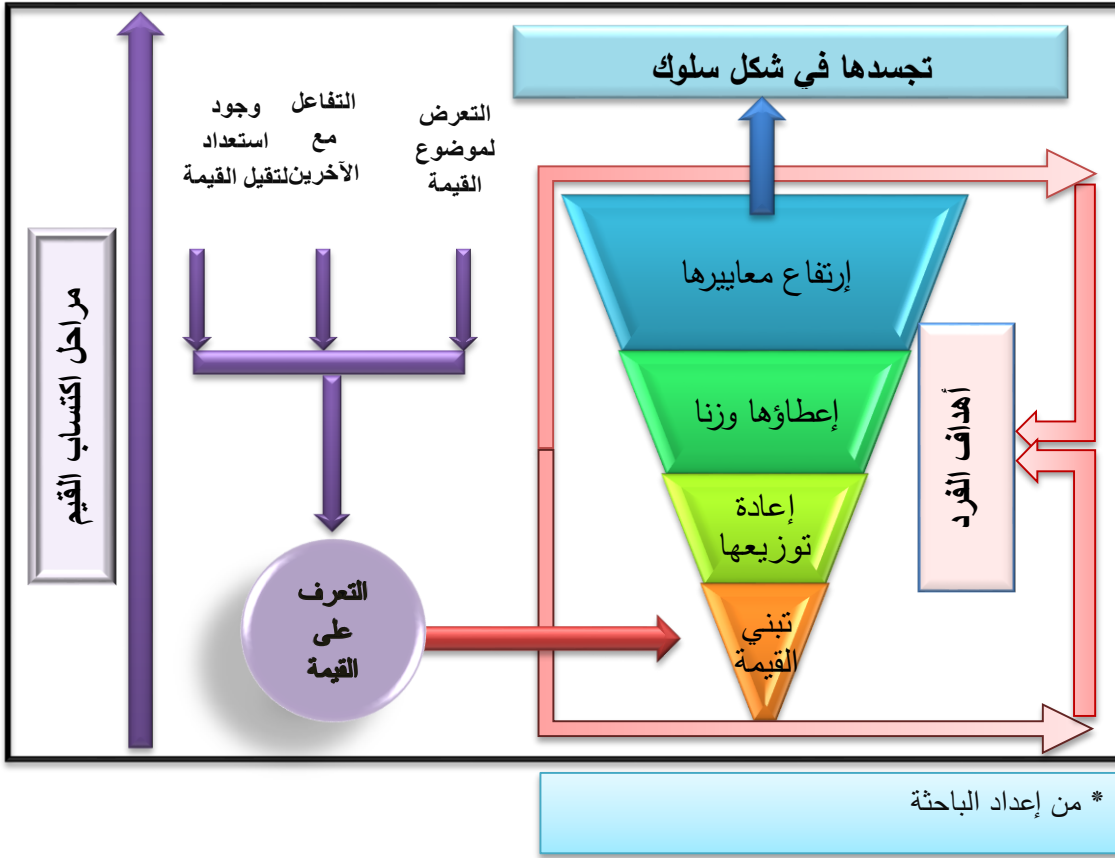 تجسدها في شكل سلوك
التعرض
لموضوع
القيمة
التفاعل
مع
الآخرين
وجود
استعداد
لتقيل القيمة
إرتفاع معاييرها
إعطاؤها وزنا
إعادة
توزيعها
تبني
القيمة
أهداف الفرد
التعرف
على
القيمة
مراحل اكتساب القيم
* من إعداد الباحثة